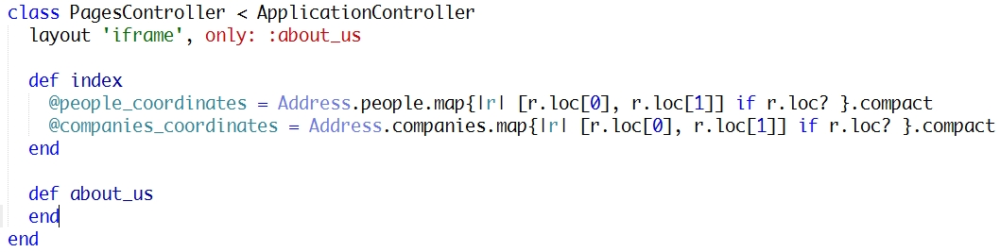 class PagesController < ApplicationController
  layout 'iframe', only: :about_us

  def index
    @people_coordinates = Address.people.map{|r| [r.loc[0], r.loc[1]] if r.loc? }.compact
    @companies_coordinates = Address.companies.map{|r| [r.loc[0], r.loc[1]] if r.loc? }.compact
  end

  def about_us
  end
end